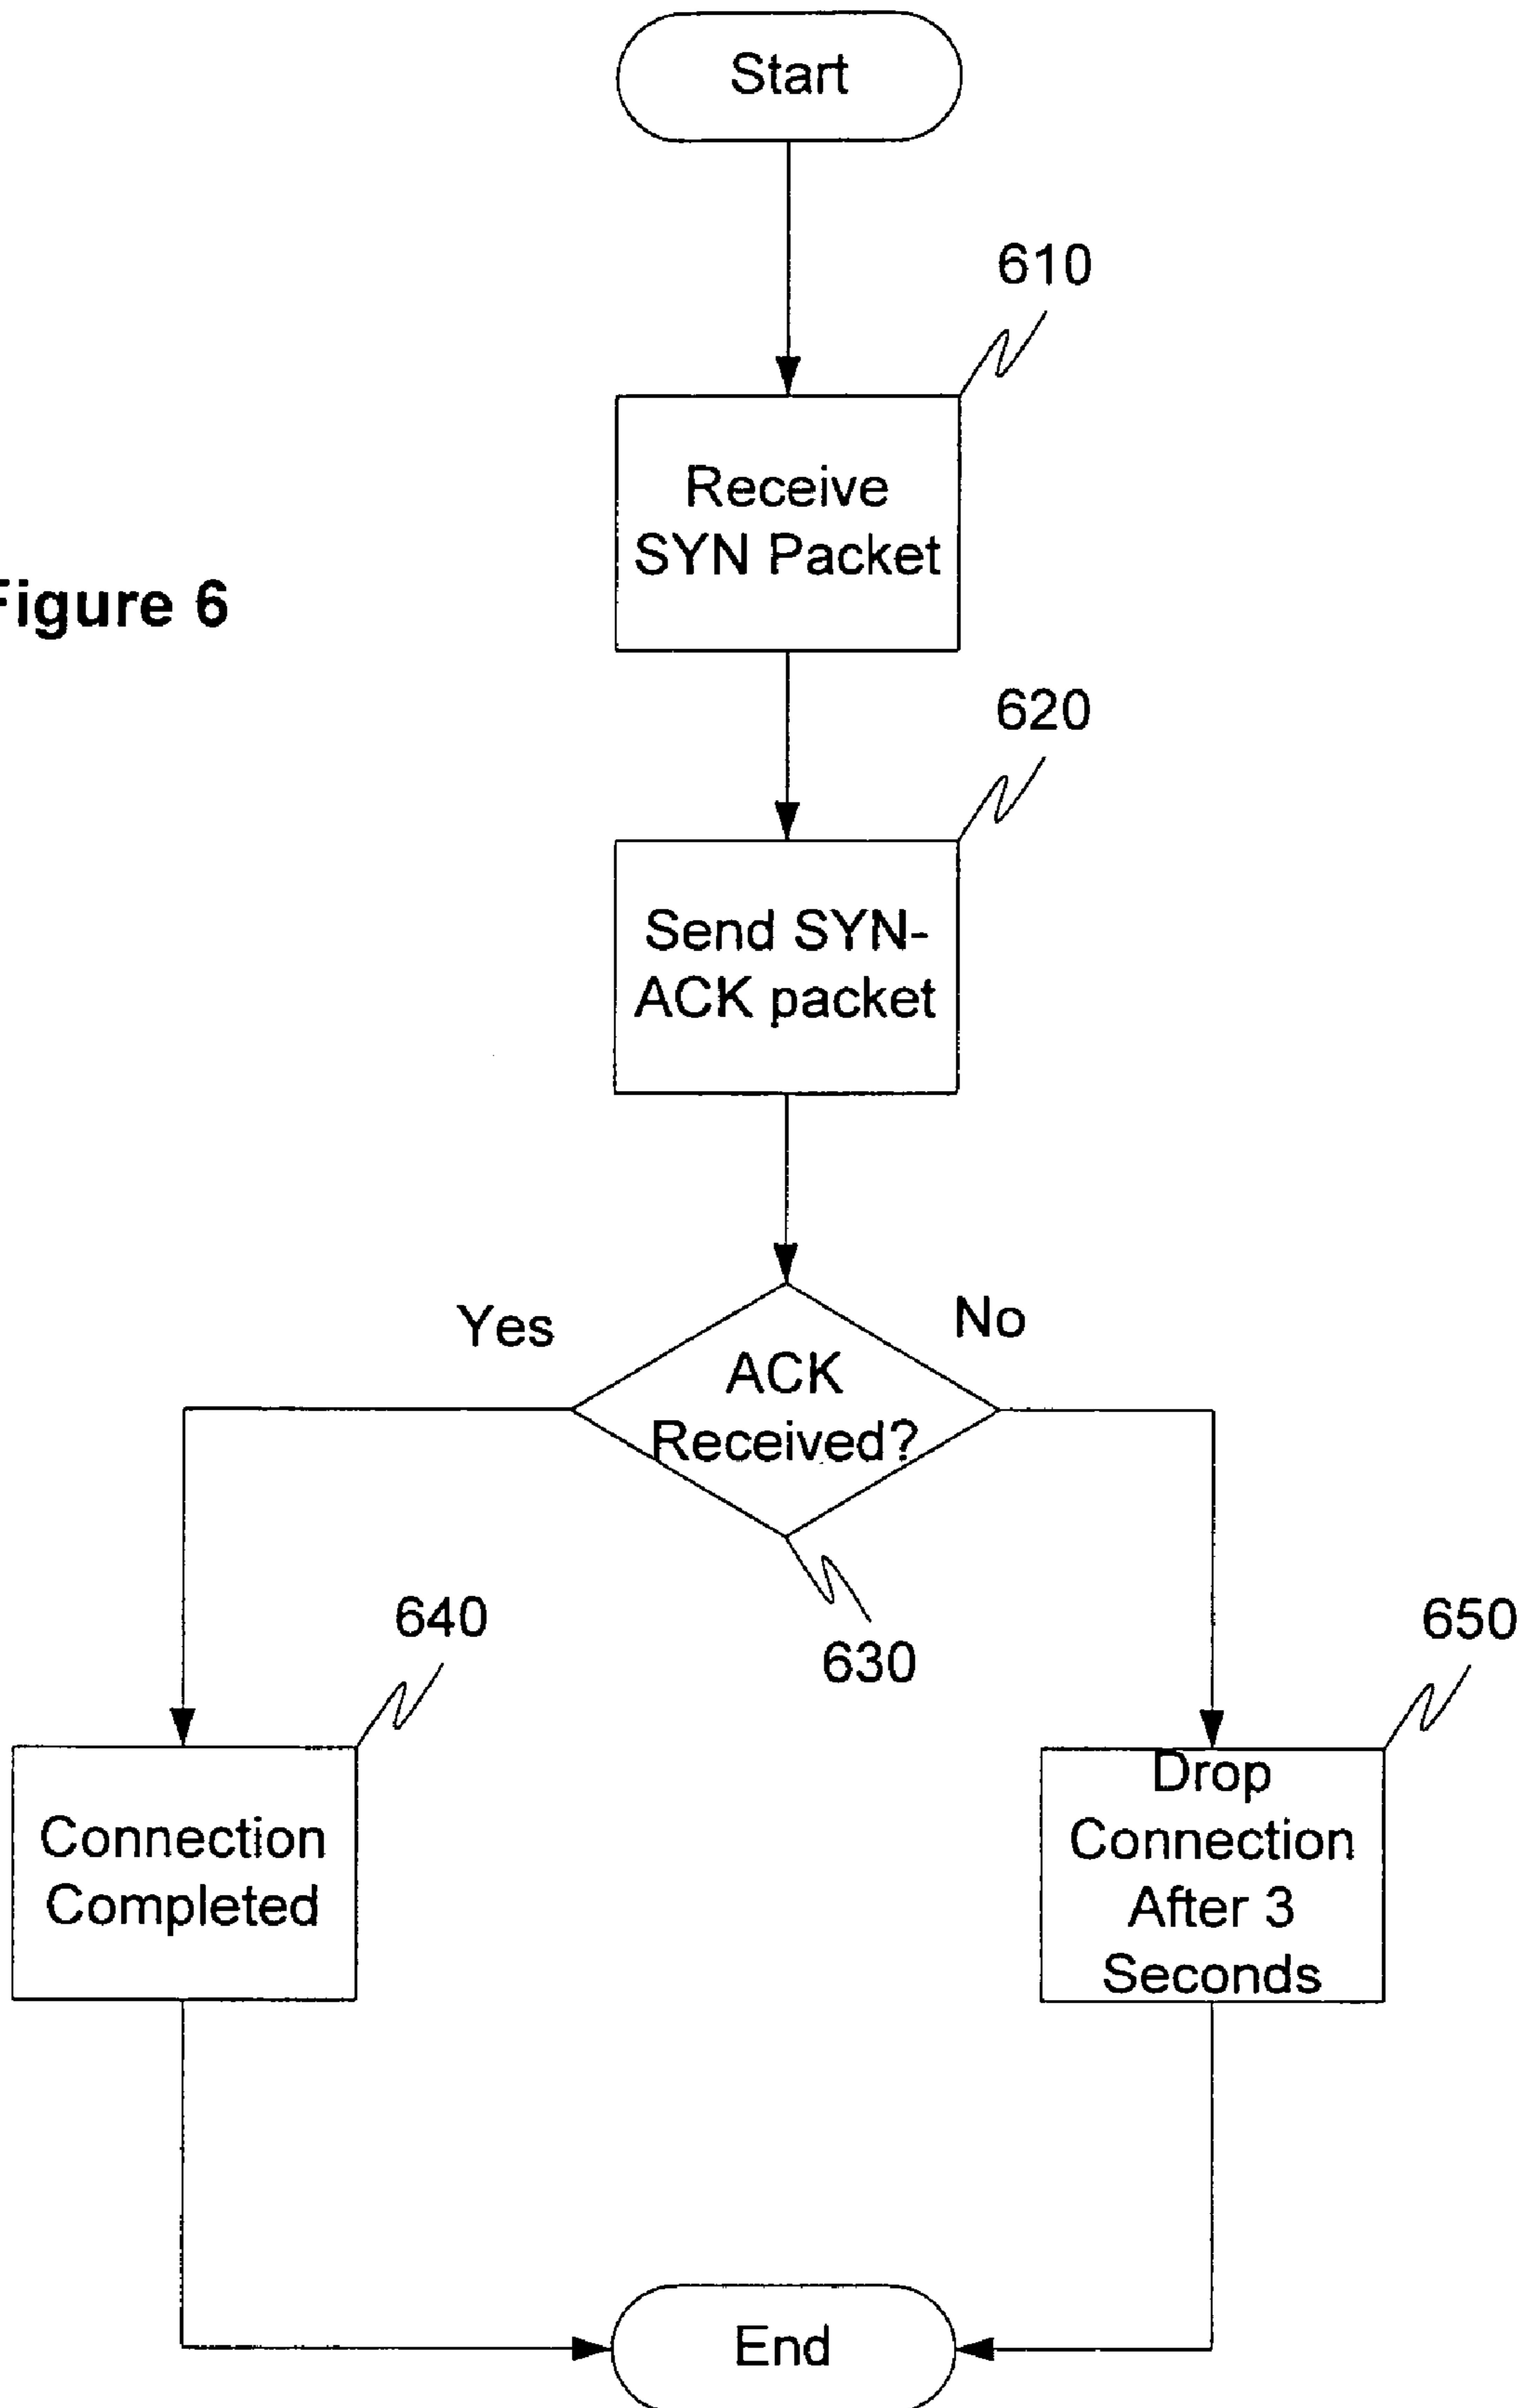 Start
610
Receive
SYN Packet
Figure 6
620
Send SYN-
ACK packet
Yes
No
ACK
Received?
630
640
650
Connection
Completed
Drop
Connection
After 3
Seconds
End